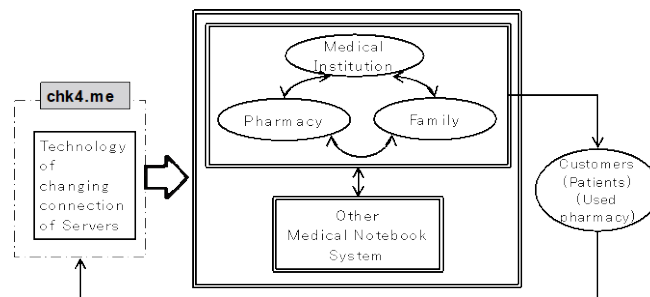 chk4.me
Technology
of
changing
connection
of Servers
Medical
Institution
Pharmacy
Family
Other
Medical Notebook
System
Customers
(Patients)
(Used
pharmacy)